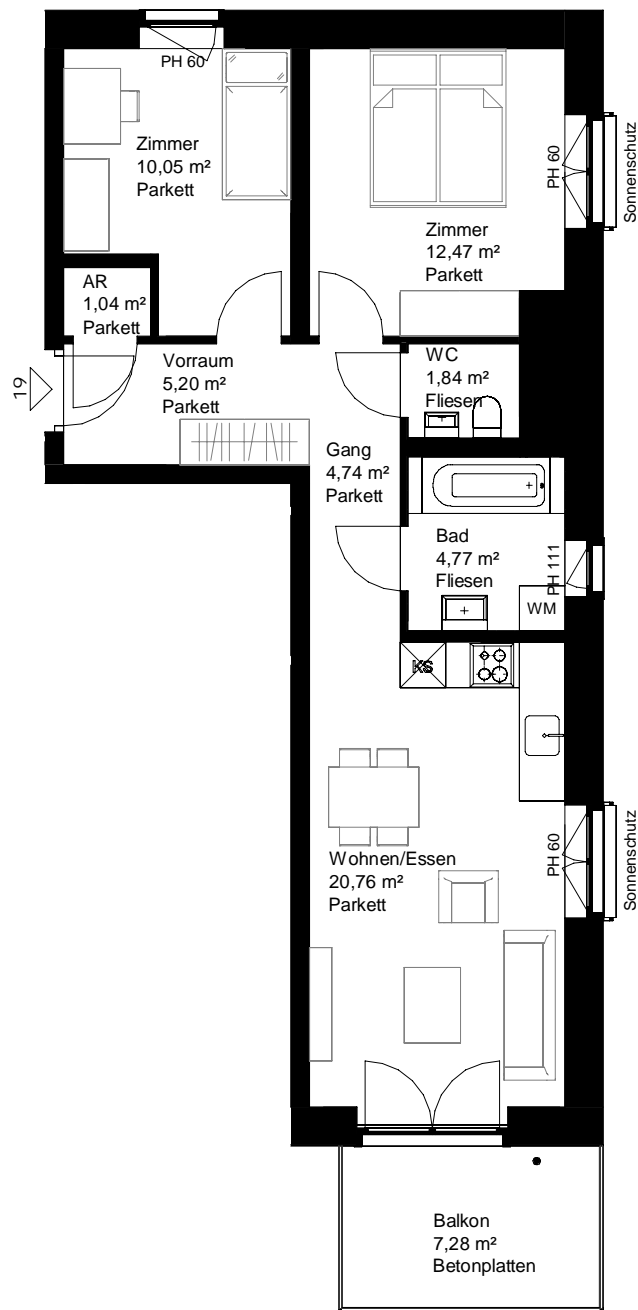 PH 60
Zimmer
10,05 m²
Parkett
PH 60
Sonnenschutz
Zimmer
12,47 m²
Parkett
AR
1,04 m²
Parkett
19
Vorraum
5,20 m²
Parkett
WC
1,84 m²
Fliesen
Gang
4,74 m²
Parkett
Bad
4,77 m²
Fliesen
PH 111
WM
KS
Wohnen/Essen
20,76 m²
Parkett
PH 60
Sonnenschutz
Balkon
7,28 m²
Betonplatten